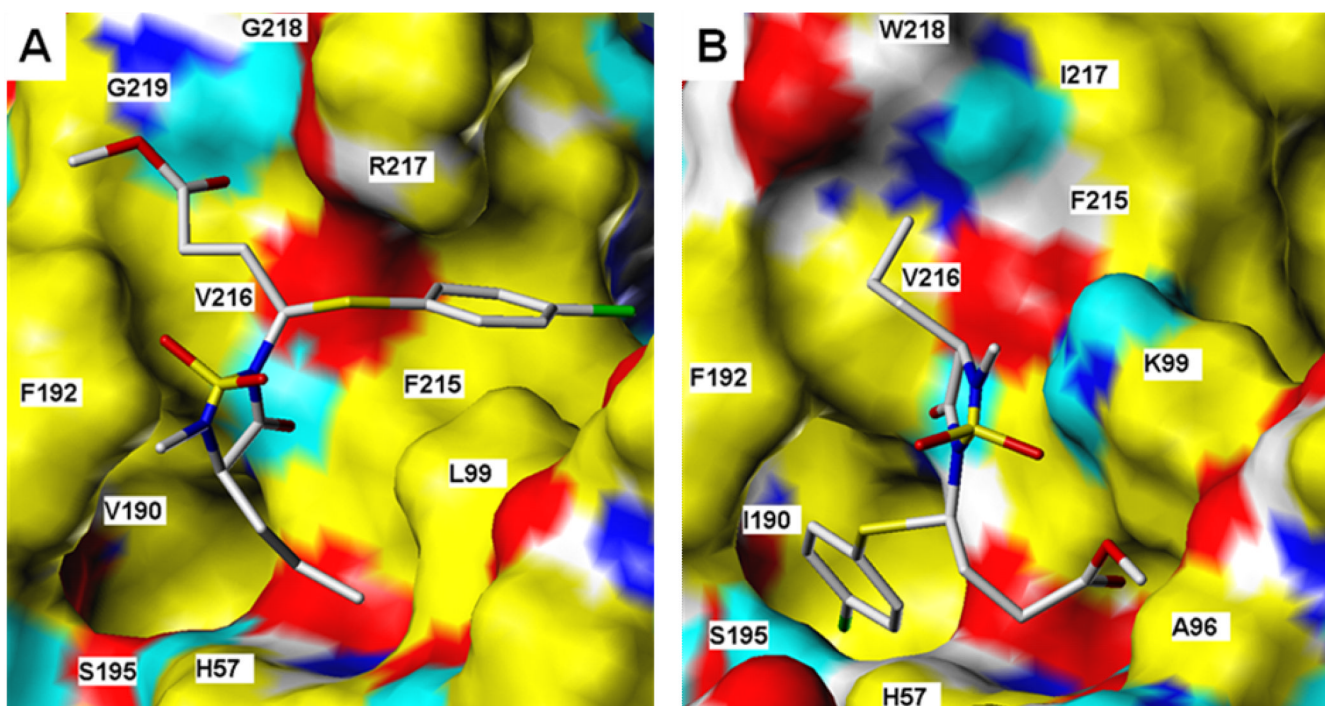 A
G218
G219
R217
V216
F192
F215
L99
V190
S195
H57
B
W218
I217
F215
V216
F192
K99
I190
S195
A96
H57